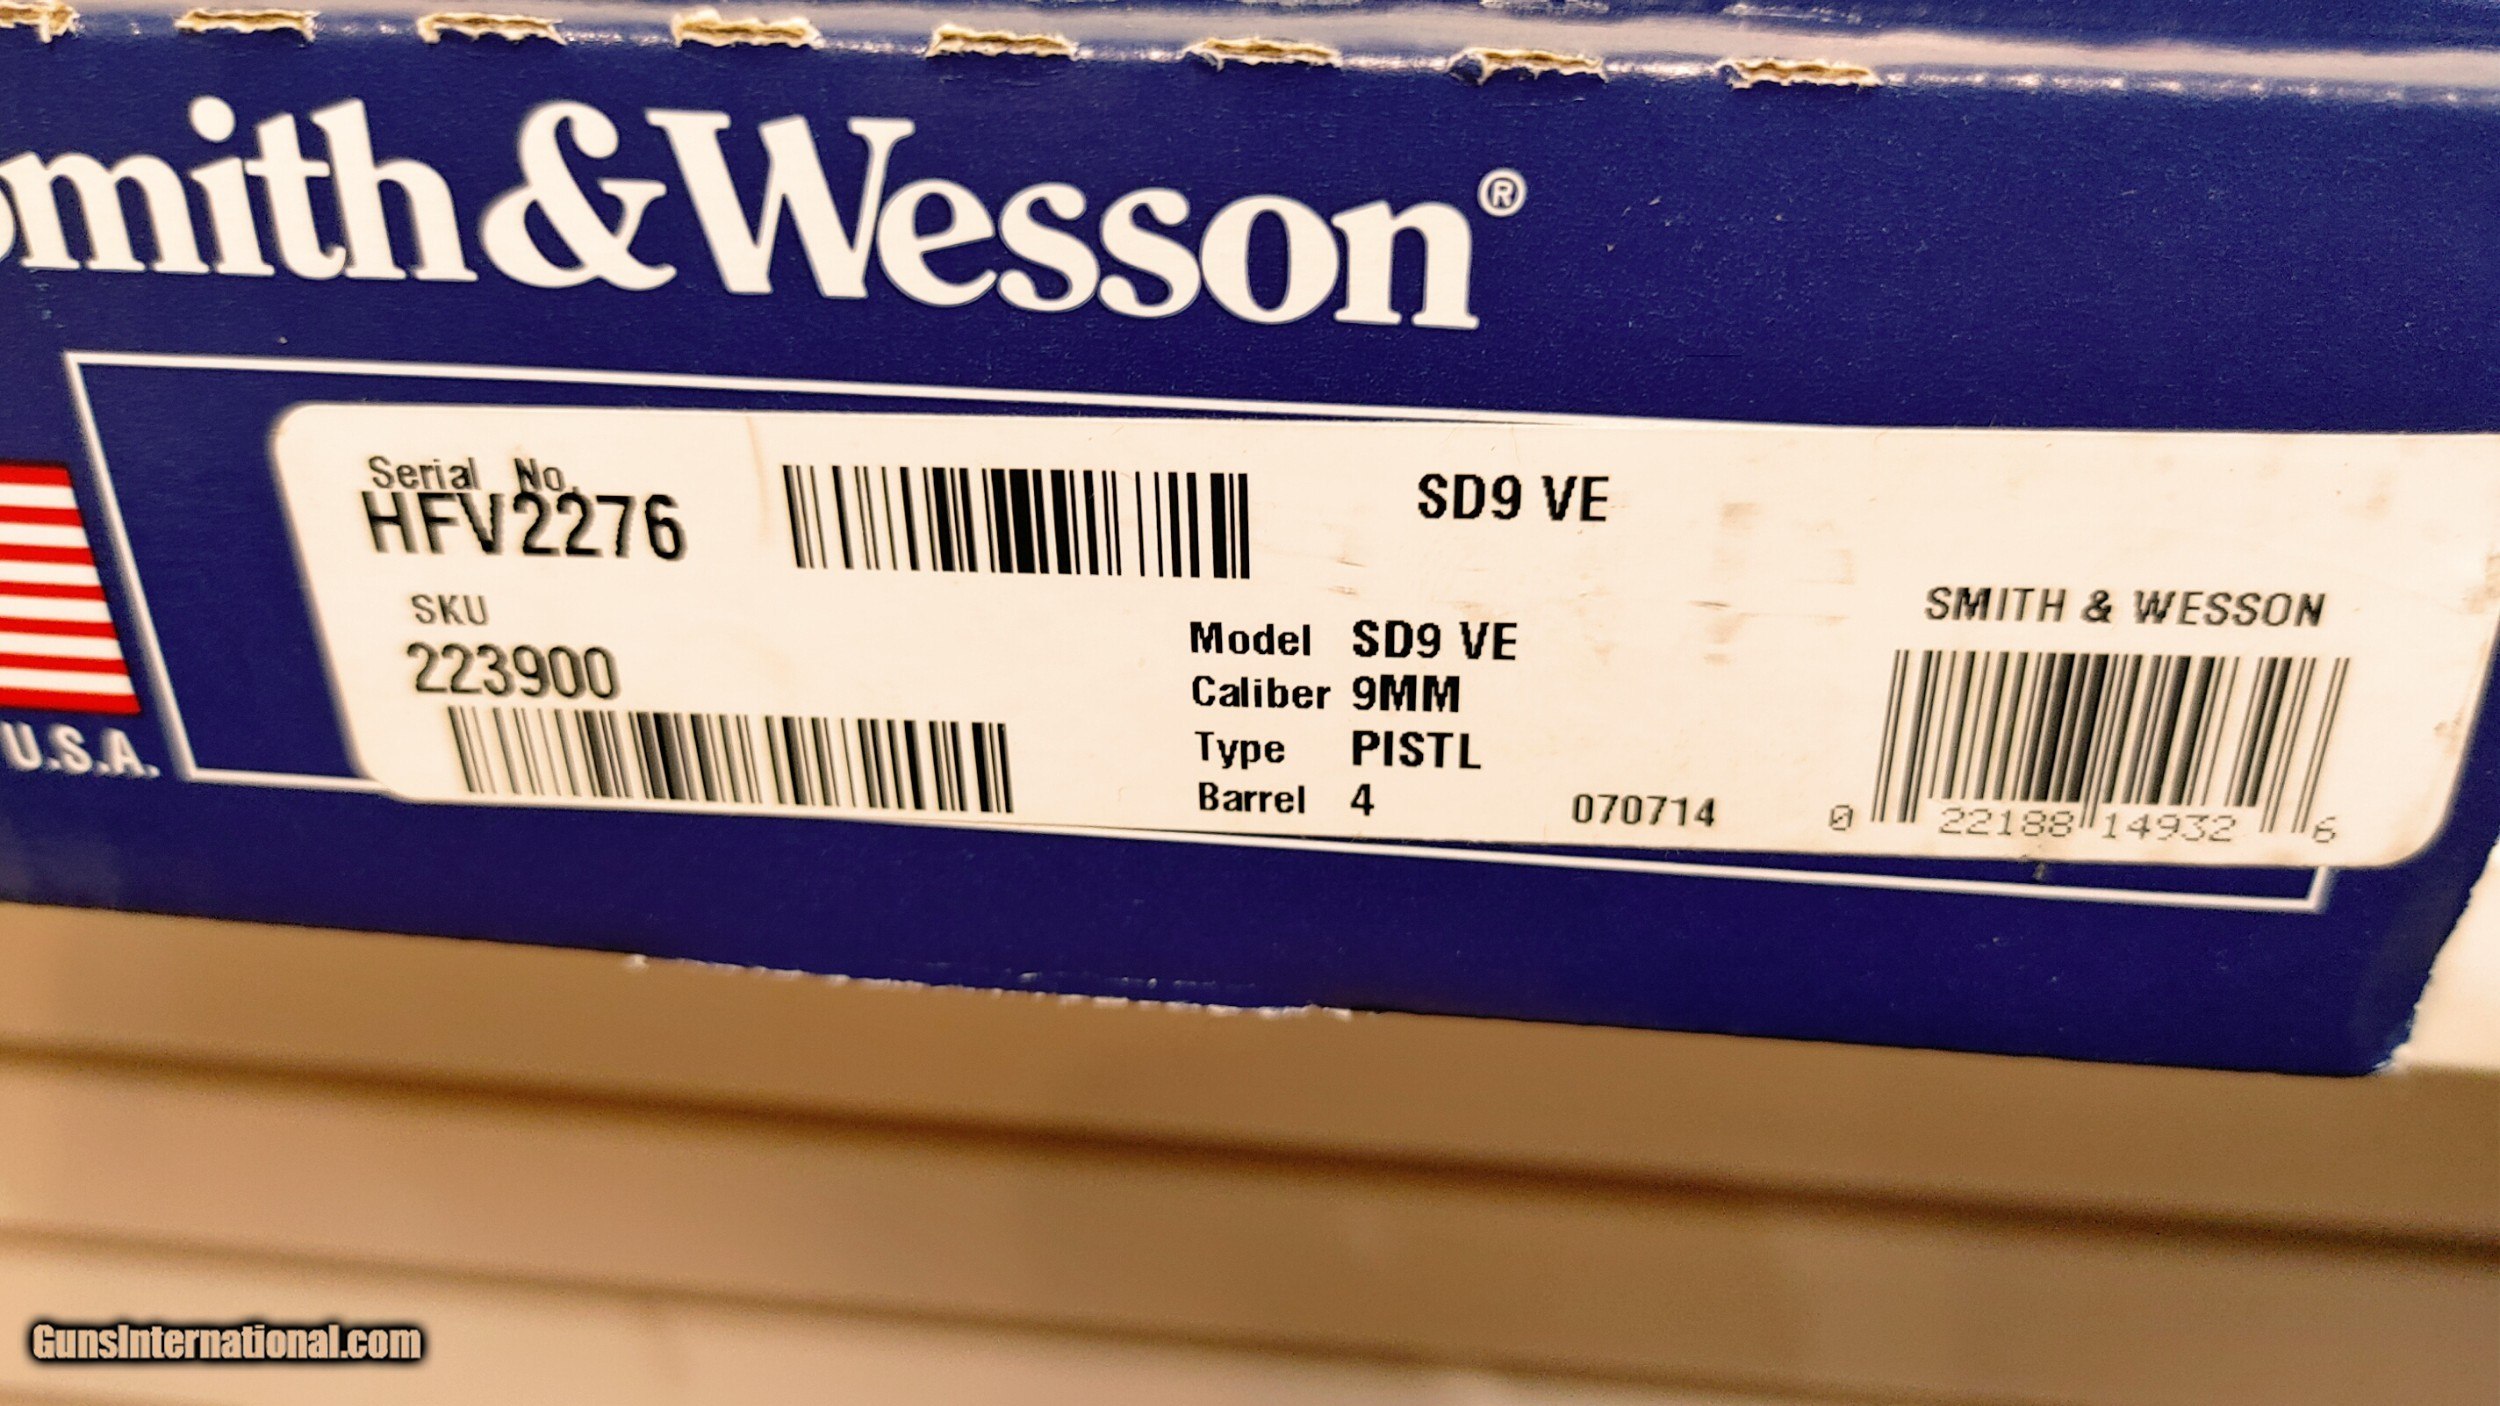 Smith & Wesson®
Serial No.
HFV2276
SD9 VE
SKU
223900
Model SD9 VE
Caliber 9MM
Type PISTL
Barrel 4
070714
SMITH & WESSON
0 22188 14932 6
U.S.A.
GunsInternational.com